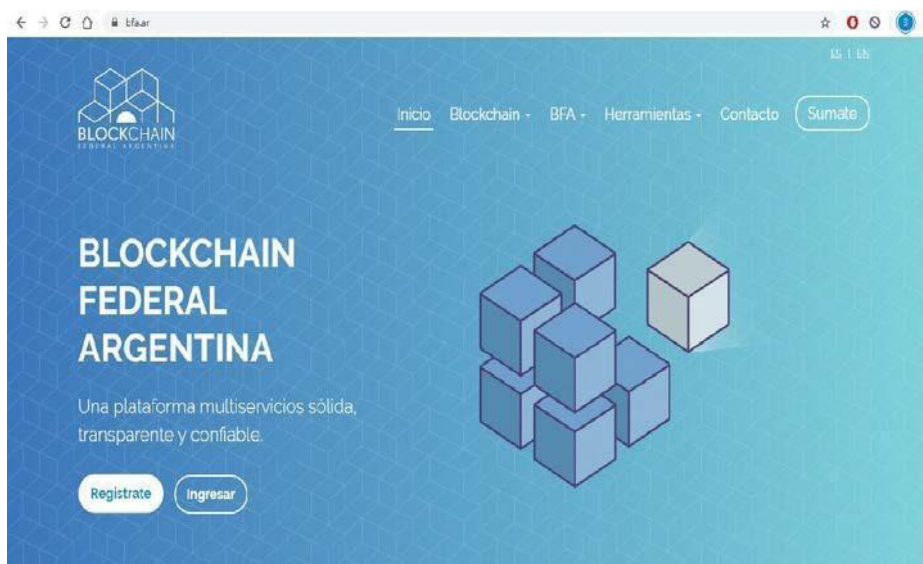 bfa.ar
ES | EN
BLOCKCHAIN
FEDERAL ARGENTINA
Inicio Blockchain BFA Herramientas Contacto Sumate
BLOCKCHAIN
FEDERAL
ARGENTINA
Una plataforma multiservicios sólida,
transparente y confiable.
Registrate Ingresar